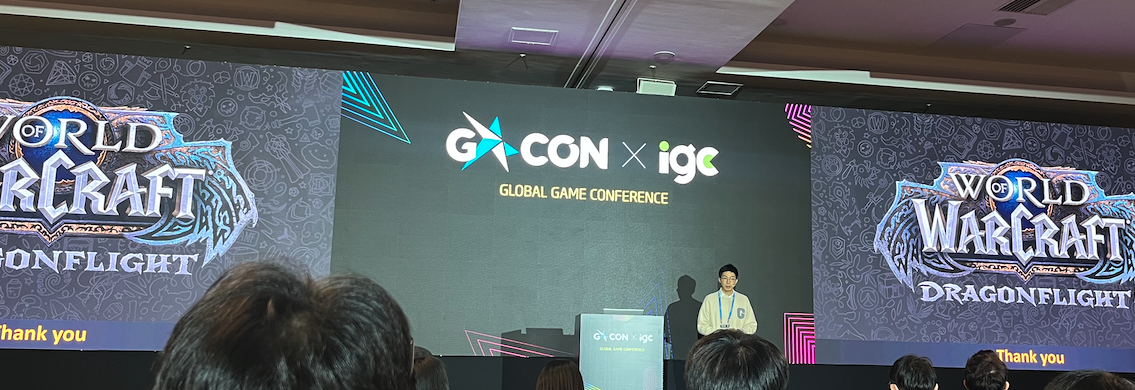 WORLD
OF
WARCRAFT
DRAGONFLIGHT
Thank you
G CON × igc
GLOBAL GAME CONFERENCE
G CON × igc
GLOBAL GAME CONFERENCE
G
WORLD
OF
WARCRAFT
DRAGONFLIGHT
Thank you